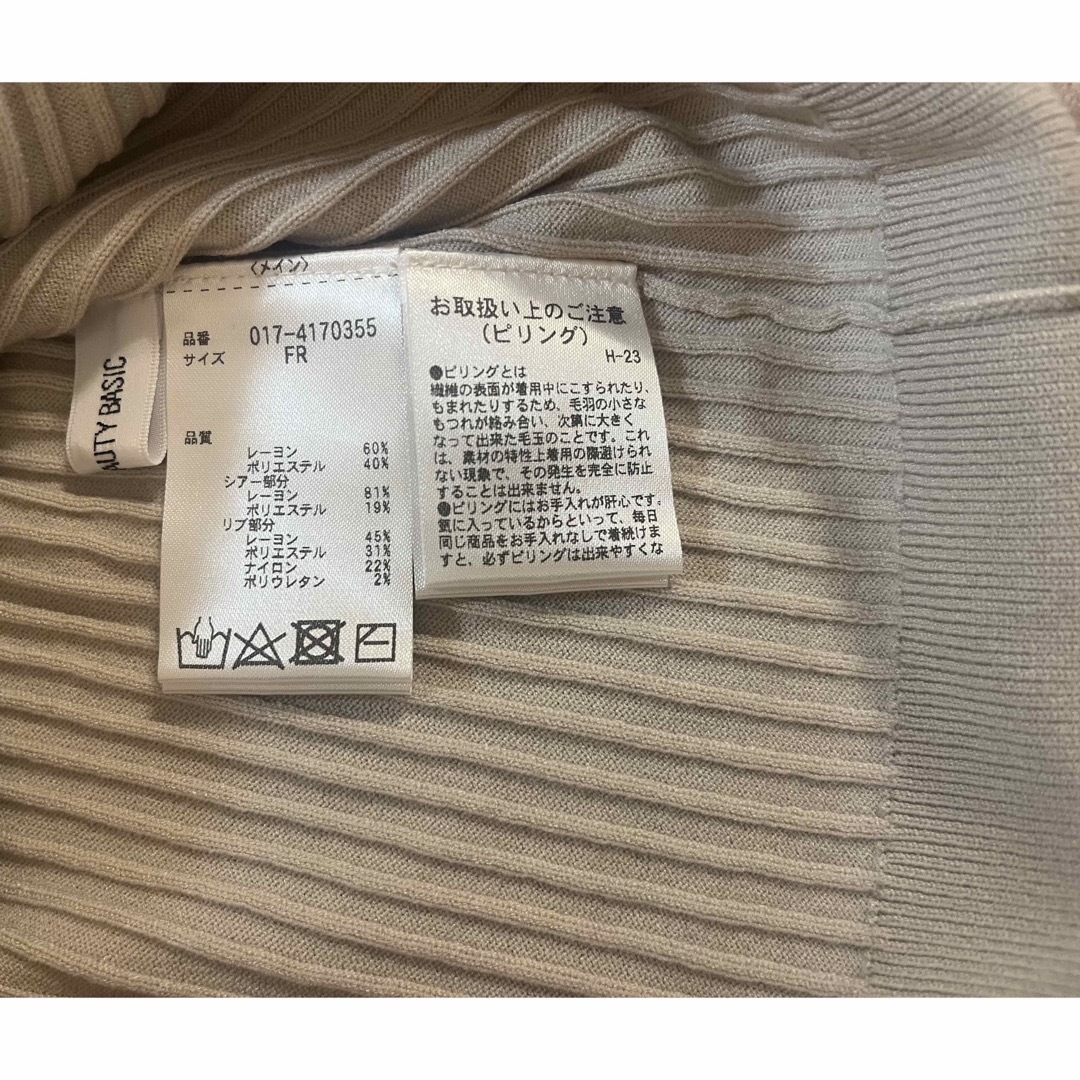 AUTY BASIC
〈メイン〉
品番 017-4170355
サイズ FR
品質
レーヨン 60%
ポリエステル 40%
シアー部分
レーヨン 81%
ポリエステル 19%
リブ部分
レーヨン 45%
ポリエステル 31%
ナイロン 22%
ポリウレタン 2%
お取扱い上のご注意
(ピリング)
H-23
●ピリングとは
繊維の表面が着用中にこすられたり、
もまれたりするため、毛羽の小さな
もつれが絡み合い、次第に大きく
なって出来た毛玉のことです。これ
は、素材の特性上着用の際避けられ
ない現象で、その発生を完全に防止
することは出来ません。
●ピリングにはお手入れが肝心です。
気に入っているからといって、毎日
同じ商品をお手入れなしで着続けま
すと、必ずピリングは出来やすくな